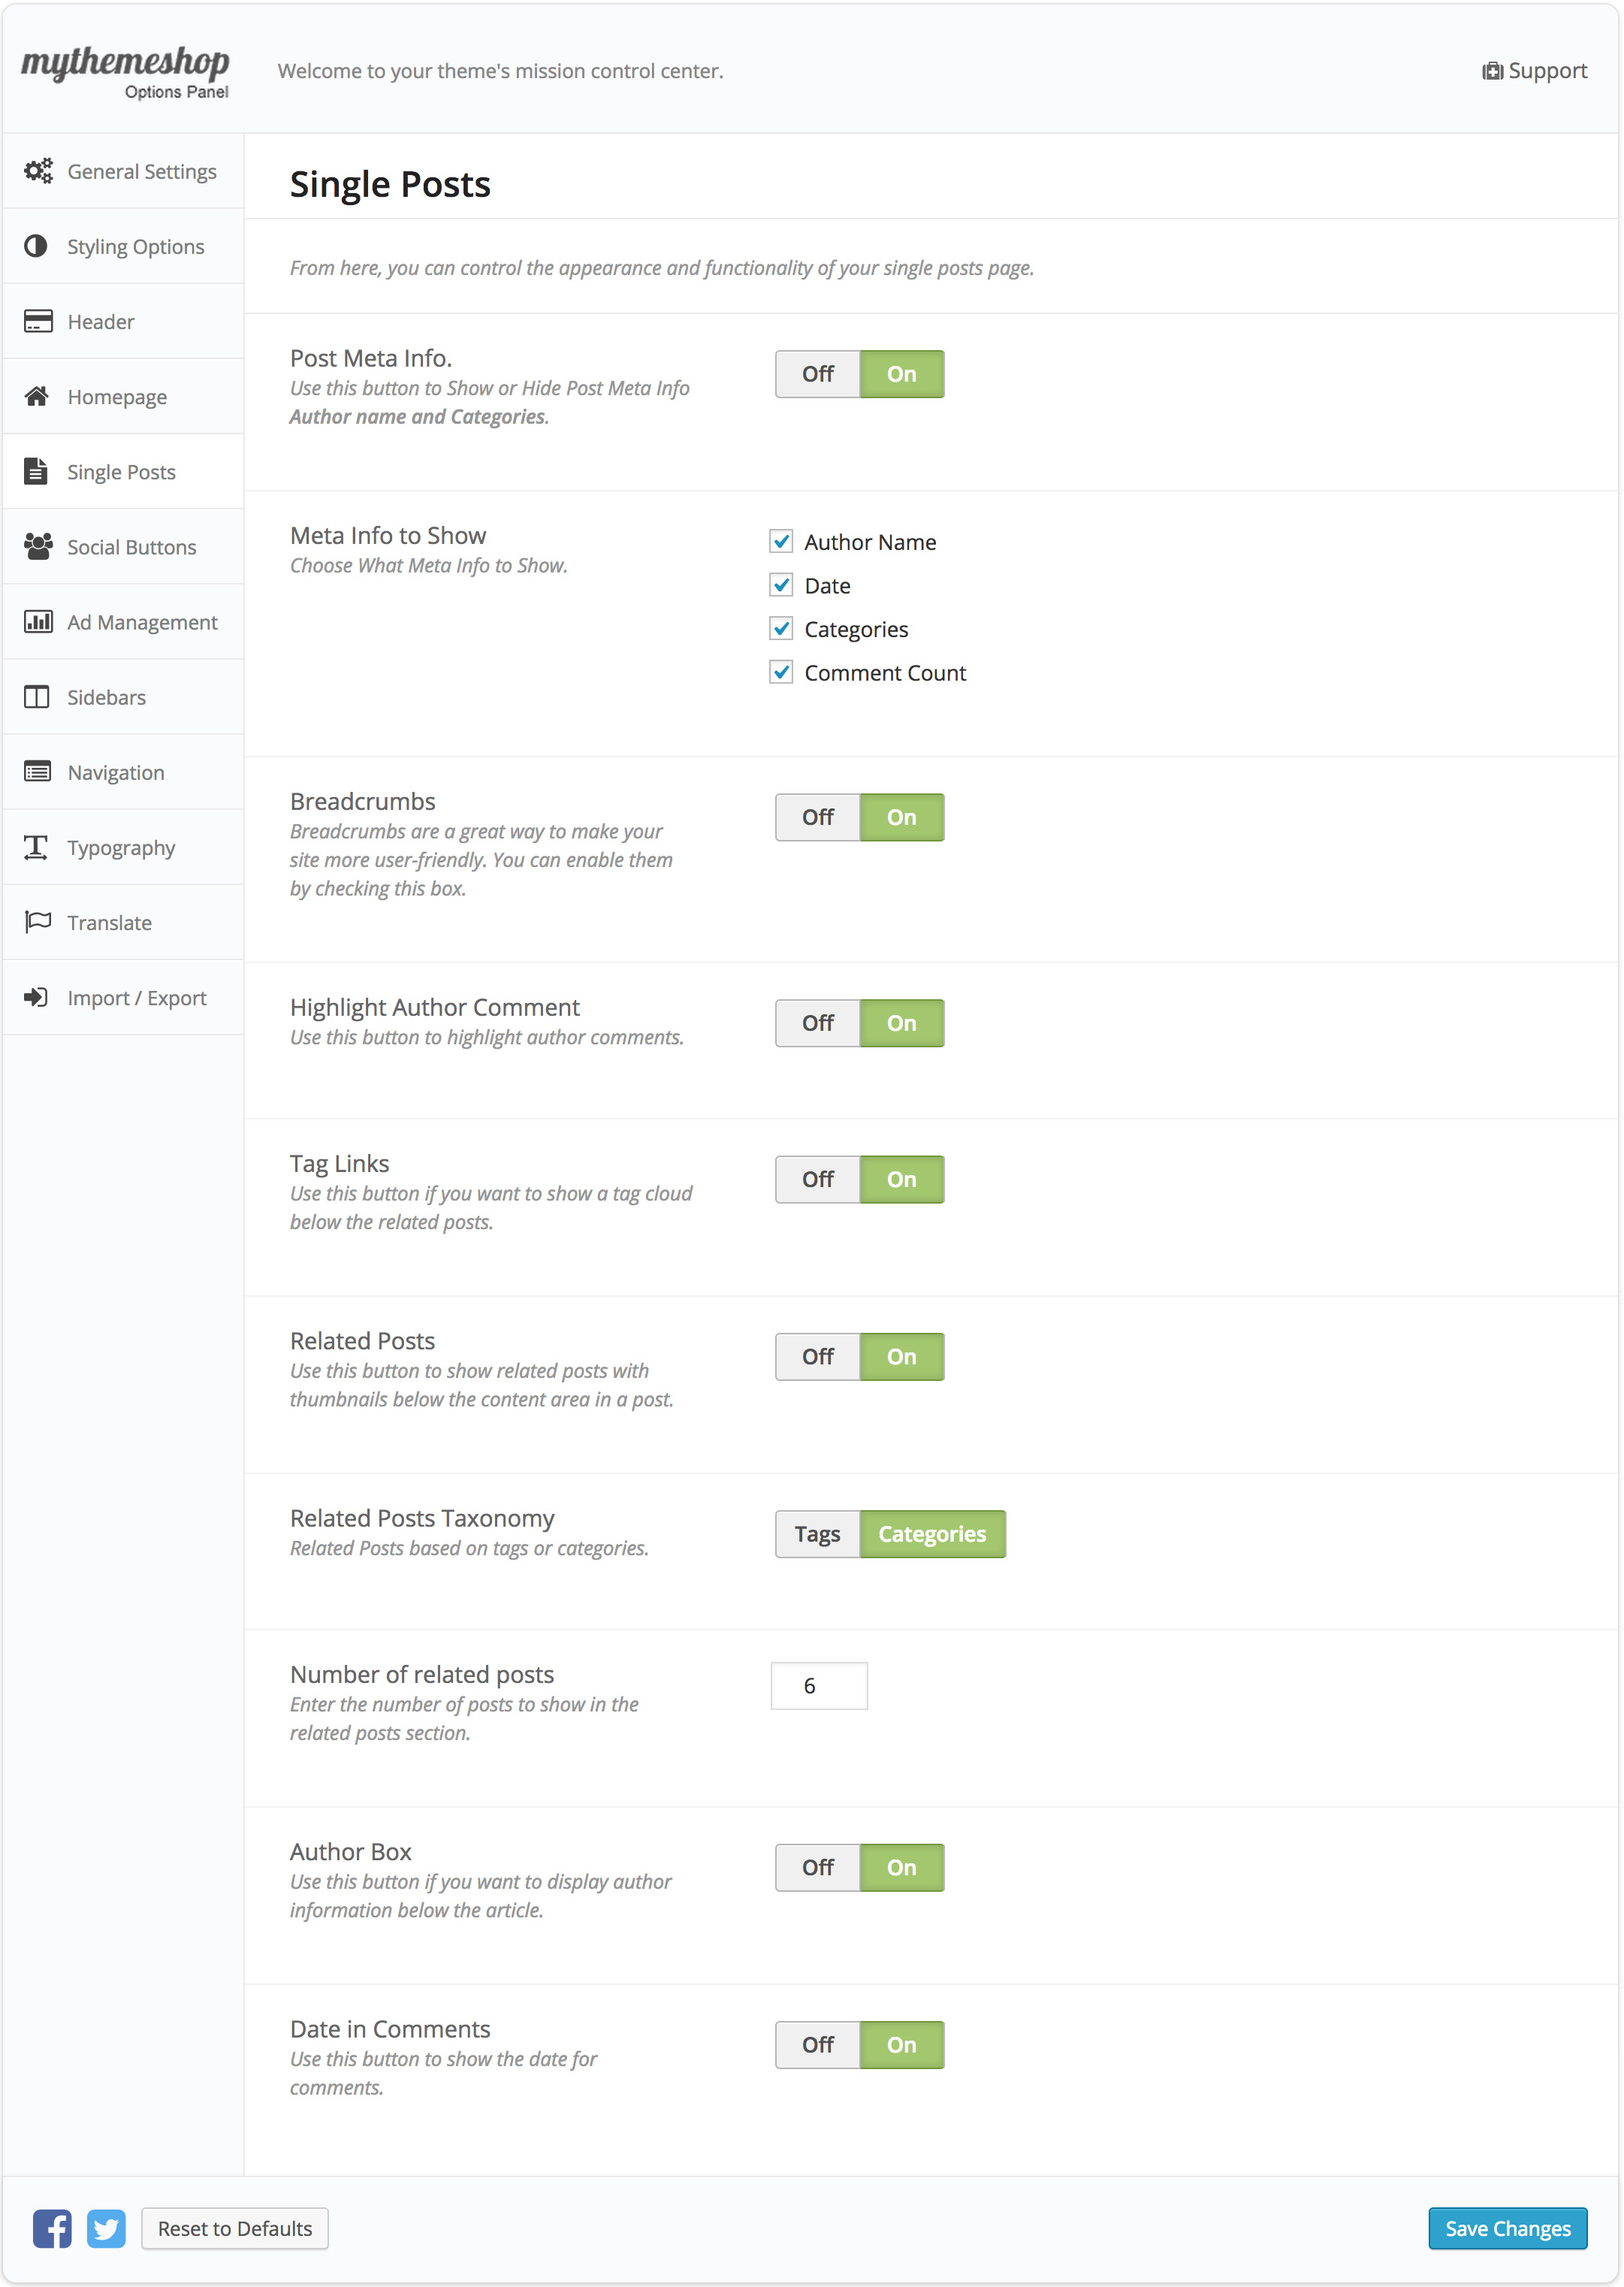 mythemeshop
Options Panel
Welcome to your theme's mission control center.
Support
General Settings
Styling Options
Header
Homepage
Single Posts
Social Buttons
Ad Management
Sidebars
Navigation
Typography
Translate
Import / Export
Single Posts
From here, you can control the appearance and functionality of your single posts page.
Post Meta Info.
Use this button to Show or Hide Post Meta Info
Author name and Categories.
Off On
Meta Info to Show
Choose What Meta Info to Show.
Author Name
Date
Categories
Comment Count
Breadcrumbs
Breadcrumbs are a great way to make your
site more user-friendly. You can enable them
by checking this box.
Off On
Highlight Author Comment
Use this button to highlight author comments.
Off On
Tag Links
Use this button if you want to show a tag cloud
below the related posts.
Off On
Related Posts
Use this button to show related posts with
thumbnails below the content area in a post.
Off On
Related Posts Taxonomy
Related Posts based on tags or categories.
Tags Categories
Number of related posts
Enter the number of posts to show in the
related posts section.
6
Author Box
Use this button if you want to display author
information below the article.
Off On
Date in Comments
Use this button to show the date for
comments.
Off On
Reset to Defaults
Save Changes